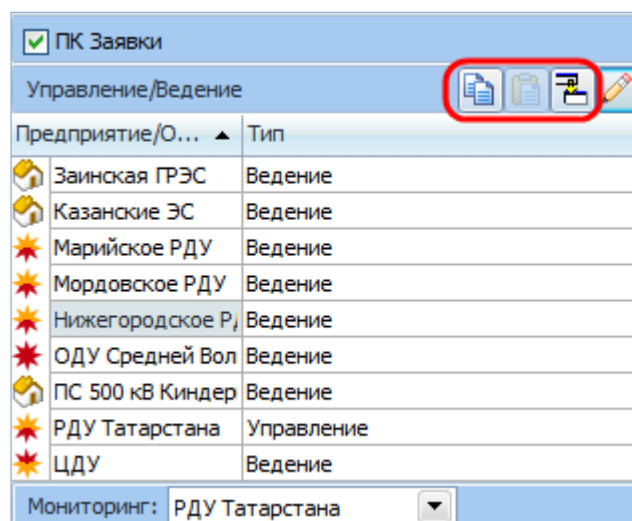 ПК Заявки
Управление/Ведение
Предприятие/О... Тип
Заинская ГРЭС Ведение
Казанские ЭС Ведение
Марийское РДУ Ведение
Мордовское РДУ Ведение
Нижегородское Р Ведение
ОДУ Средней Вол Ведение
ПС 500 кВ Киндер Ведение
РДУ Татарстана Управление
ЦДУ Ведение
Мониторинг: РДУ Татарстана